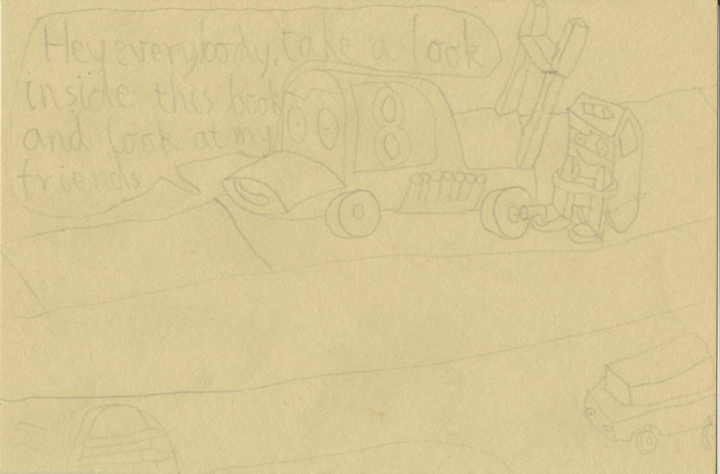 Hey everybody, take a look
inside this book
and look at my
friends